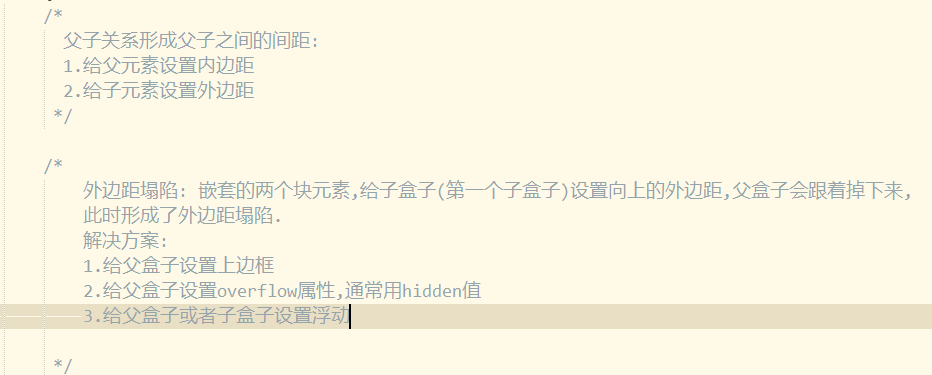 /*
父子关系形成父子之间的间距:
1.给父元素设置内边距
2.给子元素设置外边距
*/
/*
外边距塌陷: 嵌套的两个块元素,给子盒子(第一个子盒子)设置向上的外边距,父盒子会跟着掉下来,
此时形成了外边距塌陷.
解决方案:
1.给父盒子设置上边框
2.给父盒子设置overflow属性,通常用hidden值
3.给父盒子或者子盒子设置浮动
*/